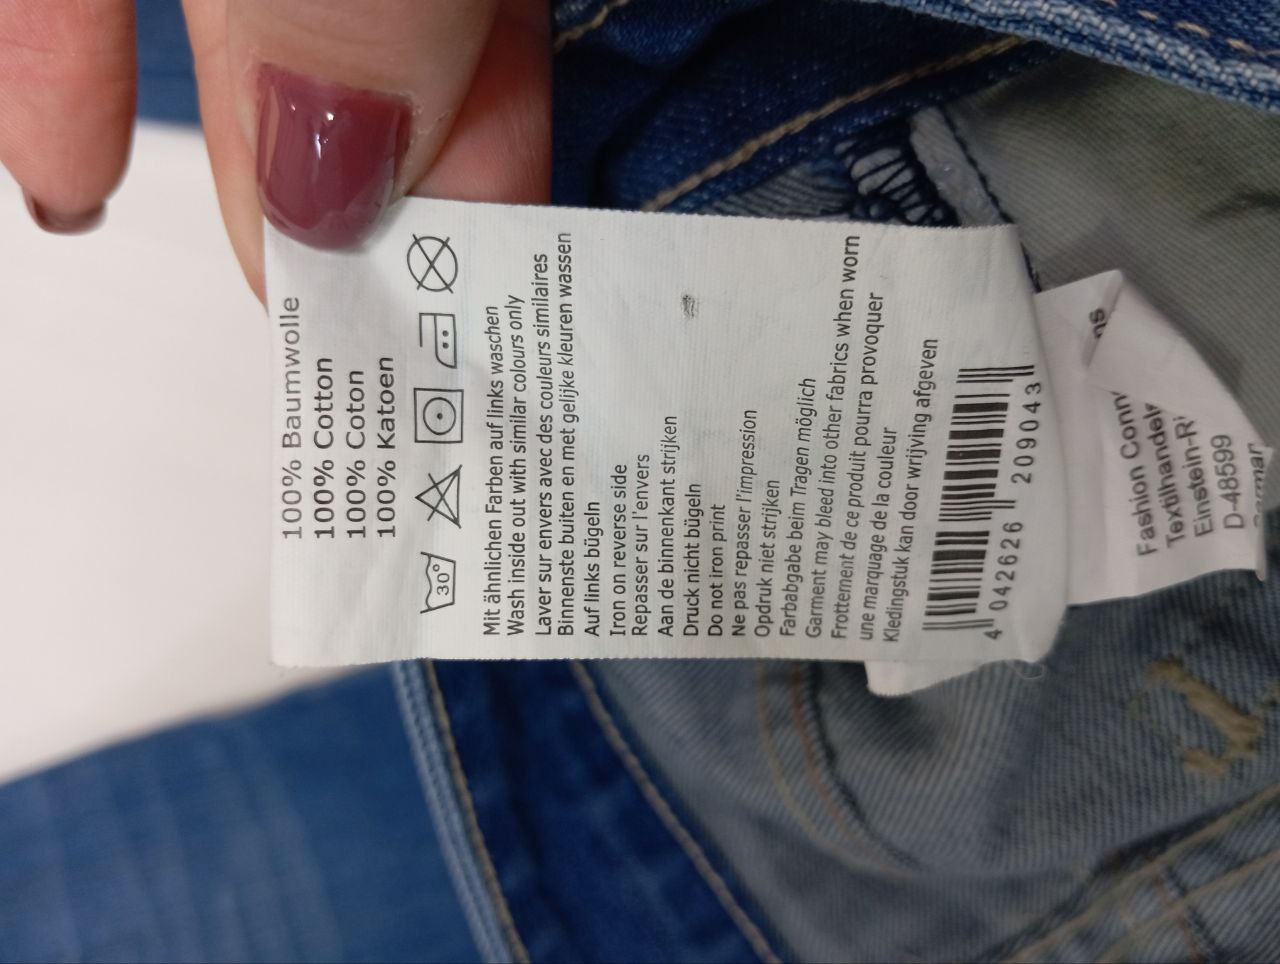 100% Baumwolle
100% Cotton
100% Coton
100% Katoen
30°
Mit ähnlichen Farben auf links waschen
Wash inside out with similar colours only
Laver sur envers avec des couleurs similaires
Binnenste buiten en met gelijke kleuren wassen
Auf links bügeln
Iron on reverse side
Repasser sur l'envers
Aan de binnenkant strijken
Druck nicht bügeln
Do not iron print
Ne pas repasser l'impression
Opdruk niet strijken
Farbabgabe beim Tragen möglich
Garment may bleed into other fabrics when worn
Frottement de ce produit pourra provoquer
une marquage de la couleur
Kledingstuk kan door wrijving afgeven
4 042626 209043
Fashion
D-48599